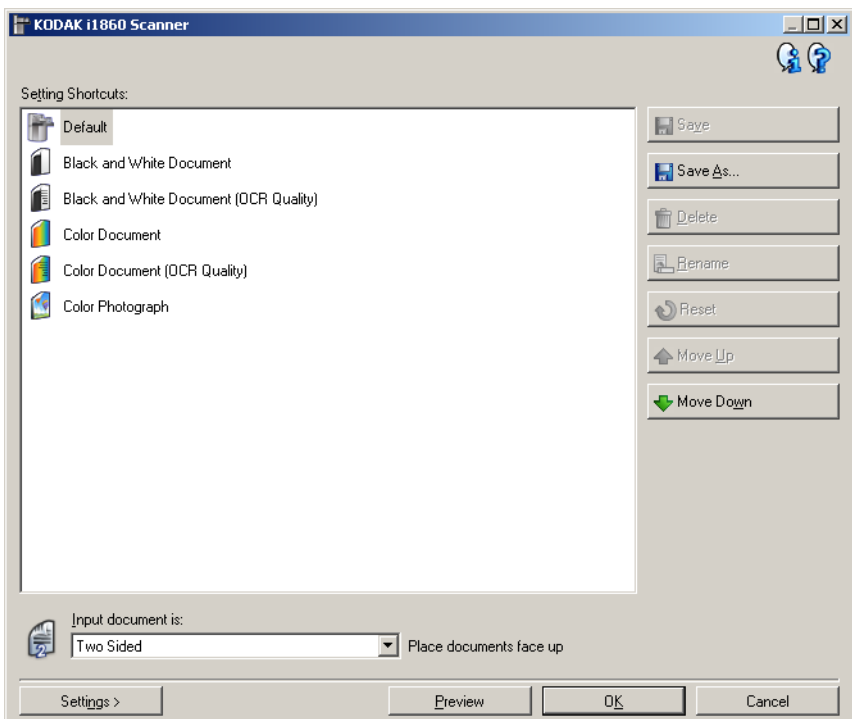 KODAK i1860 Scanner
Setting Shortcuts:
Default
Black and White Document
Black and White Document (OCR Quality)
Color Document
Color Document (OCR Quality)
Color Photograph
Save
Save As...
Delete
Rename
Reset
Move Up
Move Down
Input document is:
2
Two Sided
Place documents face up
Settings >
Preview
OK
Cancel